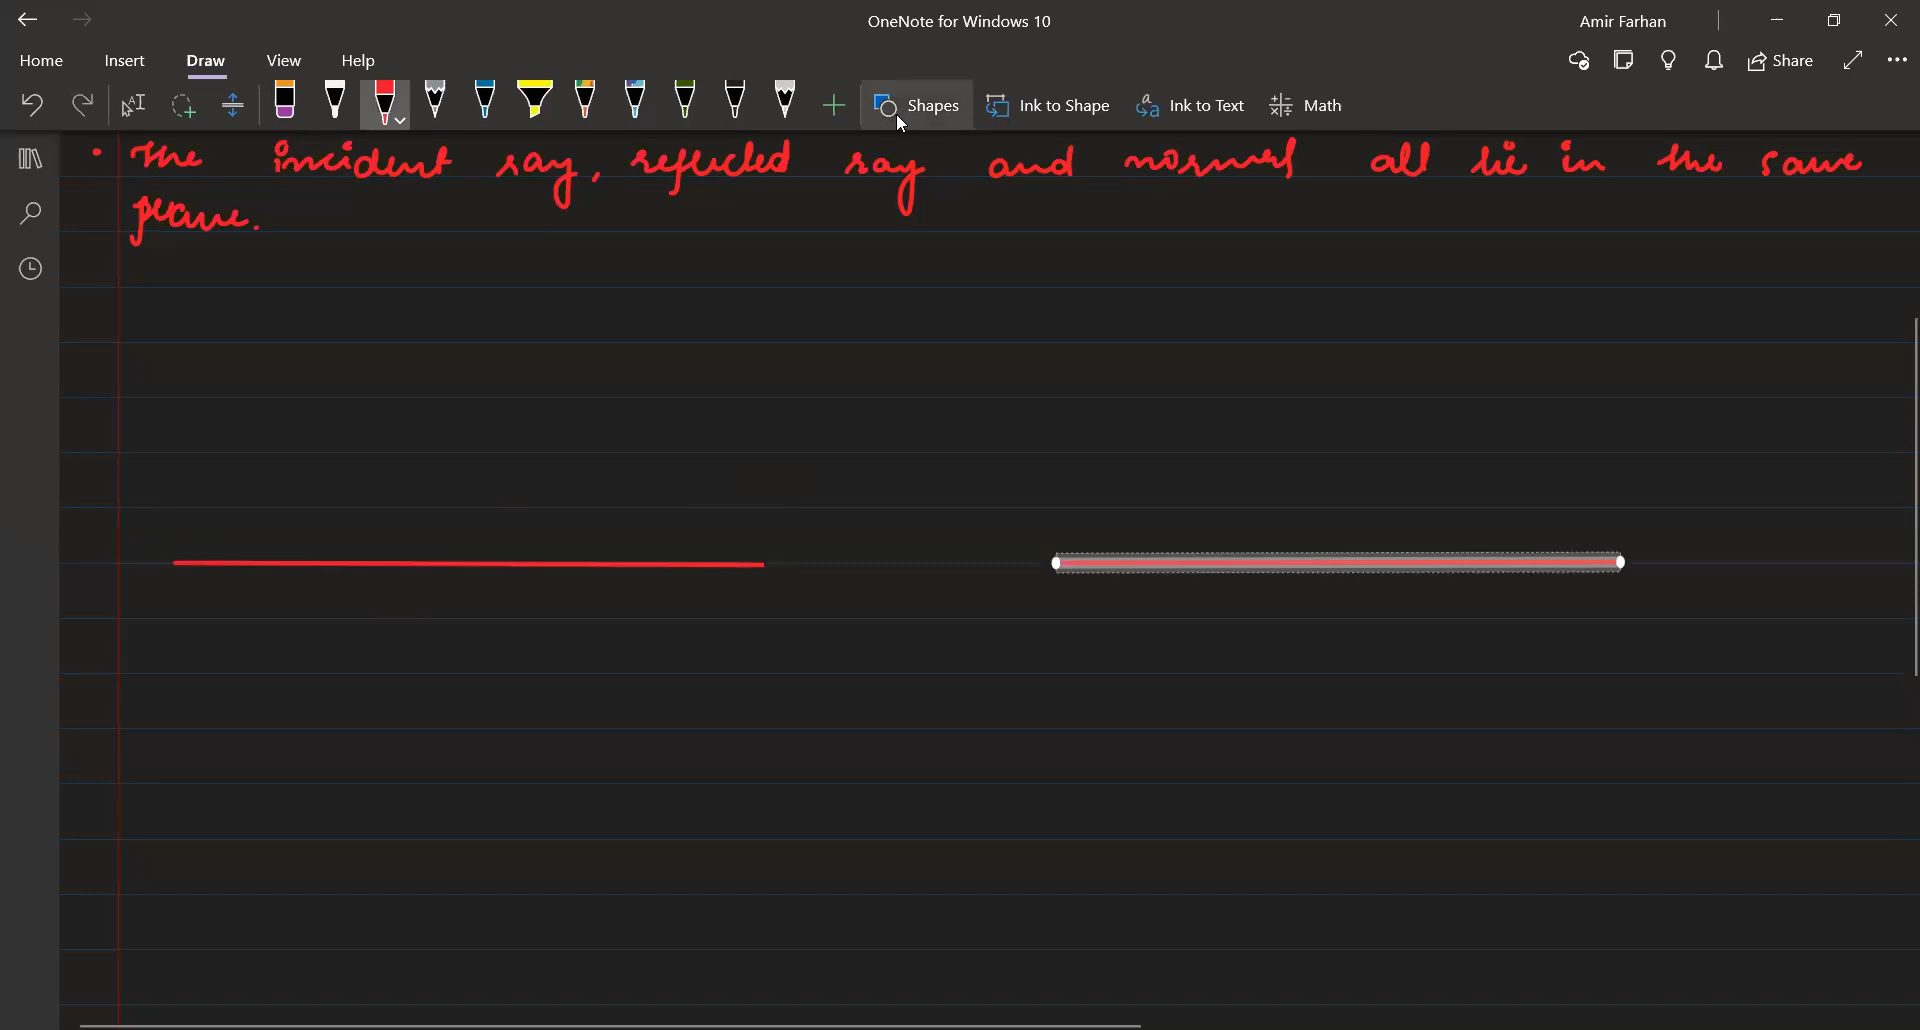 OneNote for Windows 10
Amir Farhan
Home Insert Draw View Help
Share
Shapes Ink to Shape Ink to Text Math
• The incident ray, reflected ray and normal all lie in the same
plane.